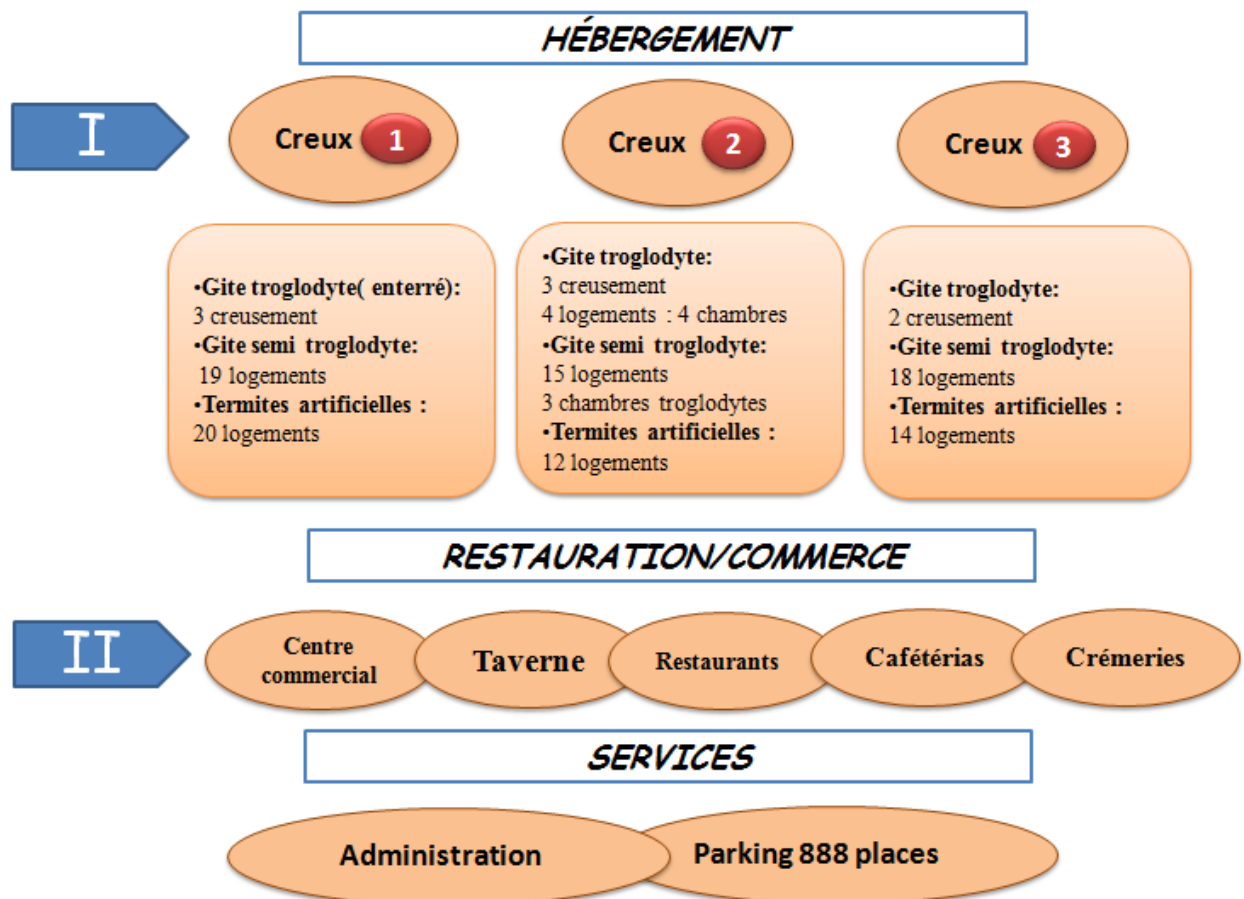 HÉBERGEMENT
I
Creux 1
Creux 2
Creux 3
•Gite troglodyte( enterré):
3 creusement
•Gite semi troglodyte:
19 logements
•Termites artificielles :
20 logements
•Gite troglodyte:
3 creusement
4 logements : 4 chambres
•Gite semi troglodyte:
15 logements
3 chambres troglodytes
•Termites artificielles :
12 logements
•Gite troglodyte:
2 creusement
•Gite semi troglodyte:
18 logements
•Termites artificielles :
14 logements
RESTAURATION/COMMERCE
II
Centre
commercial
Taverne
Restaurants
Cafétérias
Crémeries
SERVICES
Administration
Parking 888 places